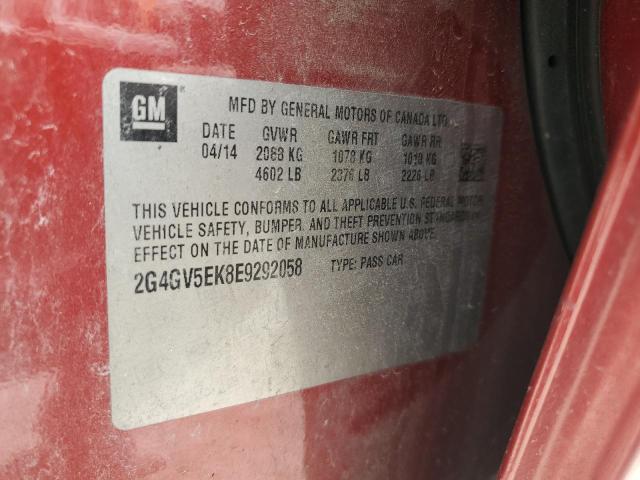 GM
MFD BY GENERAL MOTORS OF CANADA LTD
DATE GVWR GAWR FRT GAWR RR
04/14 2088 KG 1078 KG 1010 KG
4602 LB 2376 LB 2226 LB
THIS VEHICLE CONFORMS TO ALL APPLICABLE U.S. FEDERAL MOTOR
VEHICLE SAFETY, BUMPER, AND THEFT PREVENTION STANDARDS IN
EFFECT ON THE DATE OF MANUFACTURE SHOWN ABOVE.
2G4GV5EK8E9292058 TYPE: PASS CAR